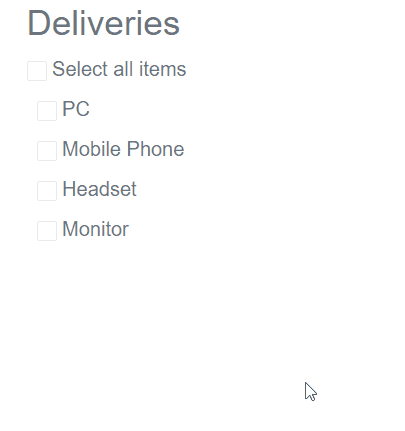 Deliveries
Select all items
PC
Mobile Phone
Headset
Monitor